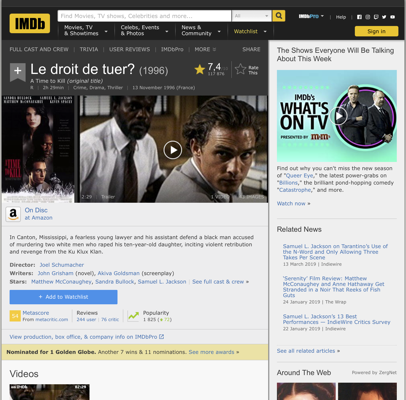 IMDb
Find Movies, TV shows, Celebrities and more...
All
IMDbPro
Help
Movies, TV
& Showtimes
Celebs, Events
& Photos
News &
Community
Watchlist
Sign in
FULL CAST AND CREW
TRIVIA
USER REVIEWS
IMDbPro
MORE
SHARE
Le droit de tuer? (1996)
A Time to Kill (original title)
R | 2h 29min | Crime, Drama, Thriller | 13 November 1996 (France)
7,4
Rate
This
On Disc
at Amazon
In Canton, Mississippi, a fearless young lawyer and his assistant defend a black man accused
of murdering two white men who raped his ten-year-old daughter, inciting violent retribution
and revenge from the Ku Klux Klan.
Director: Joel Schumacher
Writers: John Grisham (novel), Akiva Goldsman (screenplay)
Stars: Matthew McConaughey, Sandra Bullock, Samuel L. Jackson | See full cast & crew »
+ Add to Watchlist
Metascore
From metacritic.com
Reviews
244 user | 76 critic
Popularity
View production, box office, & company info on IMDbPro
Nominated for 1 Golden Globe. Another 7 wins & 11 nominations. See more awards »
Videos
The Shows Everyone Will Be Talking
About This Week
IMDb's
WHAT'S
ON TV
PRESENTED BY M&M'S
Find out why you can't miss the new season
of "Queer Eye," the latest power-grabs on
"Billions," the brilliant pond-hopping comedy
"Catastrophe," and more.
Watch now »
Related News
Samuel L. Jackson on Tarantino's Use of
the N-Word and Only Allowing Three
Takes Per Scene
13 March 2019 | Indiewire
'Serenity' Film Review: Matthew
McConaughey and Anne Hathaway Get
Stranded in a Noir That Reeks of Fish
Guts
24 January 2019 | The Wrap
Samuel L. Jackson's 13 Best
Performances — IndieWire Critics Survey
22 January 2019 | Indiewire
See all related articles »
Around The Web
Powered by ZergNet